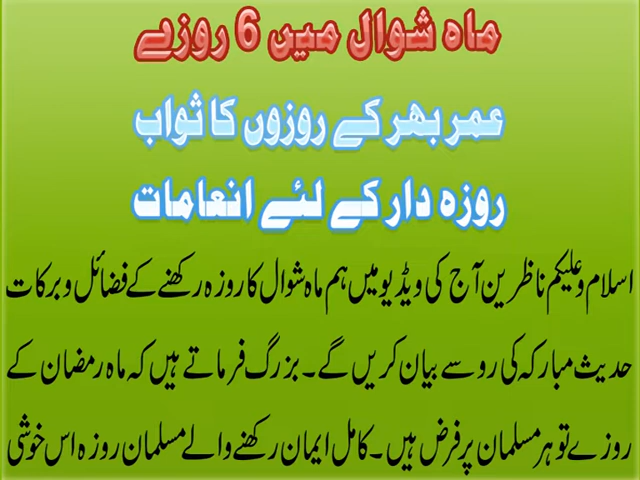 ماہ شوال میں 6 روزے
عمر بھر کے روزوں کا ثواب
روزہ دار کے لئے انعامات
اسلام و علیکم ناظرین آج کی ویڈیو میں ہم ماہ شوال کا روزہ رکھنے کے فضائل و برکات
حدیث مبارکہ کی رو سے بیان کریں گے۔ بزرگ فرماتے ہیں کہ ماہ رمضان کے
روزے تو ہر مسلمان پر فرض ہیں۔ کامل ایمان رکھنے والے مسلمان روزہ اس خوشی